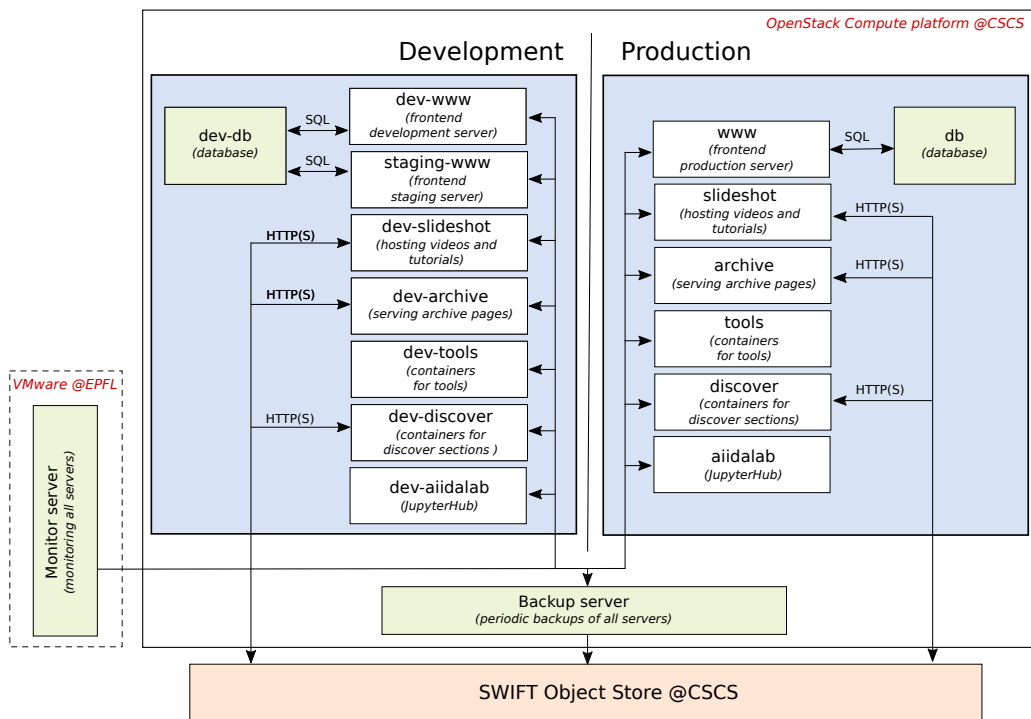 OpenStack Compute platform @CSCS
Development
Production
dev-db
(database)
SQL
SQL
dev-www
(frontend
development server)
staging-www
(frontend
staging server)
HTTP(S)
dev-slideshot
(hosting videos and
tutorials)
HTTP(S)
dev-archive
(serving archive pages)
dev-tools
(containers
for tools)
HTTP(S)
dev-discover
(containers for
discover sections )
dev-aiidalab
(JupyterHub)
www
(frontend
production server)
SQL
db
(database)
slideshot
(hosting videos and
tutorials)
HTTP(S)
archive
(serving archive pages)
HTTP(S)
tools
(containers
for tools)
discover
(containers for
discover sections)
HTTP(S)
aiidalab
(JupyterHub)
VMware @EPFL
Monitor server
(monitoring all servers)
Backup server
(periodic backups of all servers)
SWIFT Object Store @CSCS